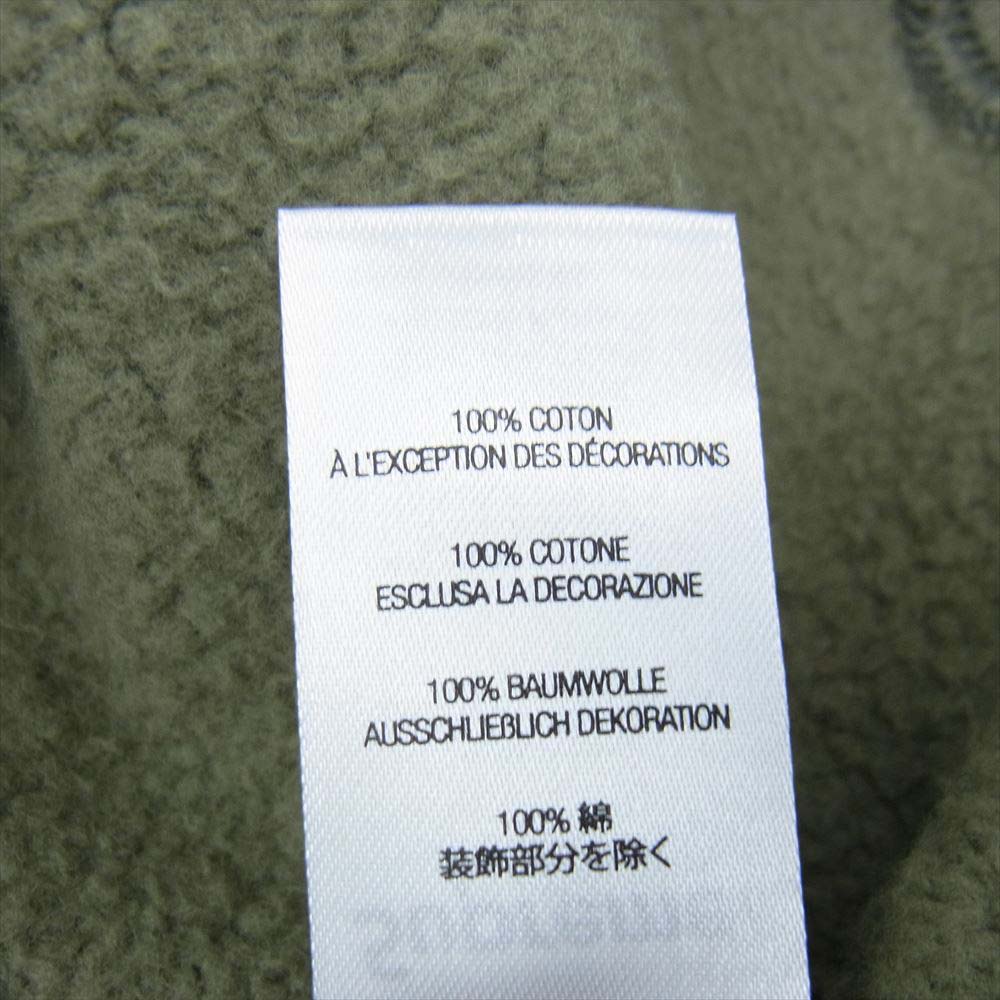 100% COTON
À L'EXCEPTION DES DÉCORATIONS
100% COTONE
ESCLUSA LA DECORAZIONE
100% BAUMWOLLE
AUSSCHLIEßLICH DEKORATION
100% 綿
装飾部分を除く